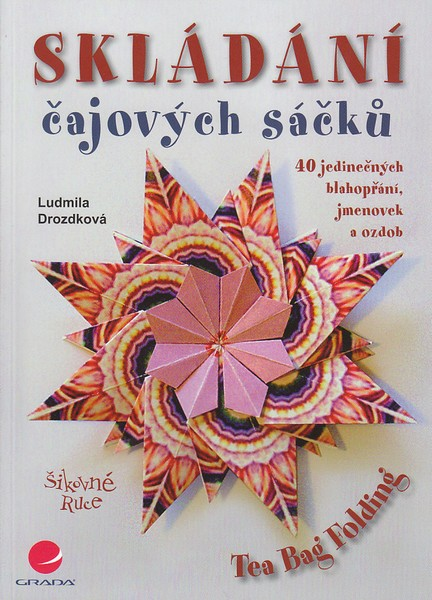 SKLÁDÁNÍ
čajových sáčků
40 jedinečných
blahopřání,
jmenovek
a ozdob
Ludmila
Drozdková
Šikovné
Ruce
Tea Bag Folding
GRADA